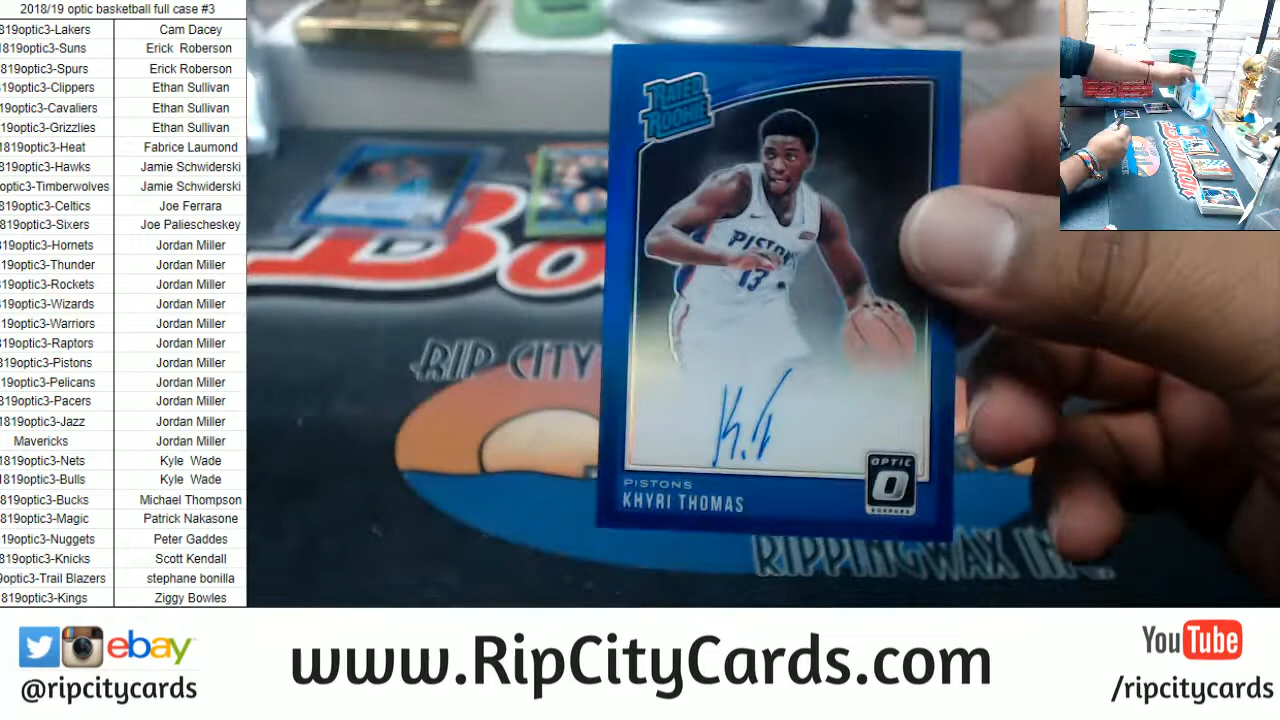 2018/19 optic basketball full case #3
819optic3-Lakers Cam Dacey
1819optic3-Suns Erick Roberson
819optic3-Spurs Erick Roberson
819optic3-Clippers Ethan Sullivan
819optic3-Cavaliers Ethan Sullivan
19optic3-Grizzlies Ethan Sullivan
1819optic3-Heat Fabrice Laumond
819optic3-Hawks Jamie Schwiderski
optic3-Timberwolves Jamie Schwiderski
819optic3-Celtics Joe Ferrara
819optic3-Sixers Joe Paliescheskey
819optic3-Hornets Jordan Miller
19optic3-Thunder Jordan Miller
19optic3-Rockets Jordan Miller
19optic3-Wizards Jordan Miller
19optic3-Warriors Jordan Miller
819optic3-Raptors Jordan Miller
819optic3-Pistons Jordan Miller
19optic3-Pelicans Jordan Miller
819optic3-Pacers Jordan Miller
1819optic3-Jazz Jordan Miller
Mavericks Jordan Miller
1819optic3-Nets Kyle Wade
1819optic3-Bulls Kyle Wade
819optic3-Bucks Michael Thompson
819optic3-Magic Patrick Nakasone
19optic3-Nuggets Peter Gaddes
819optic3-Knicks Scott Kendall
optic3-Trail Blazers stephane bonilla
819optic3-Kings Ziggy Bowles
RATED
ROOKIE
PISTON
13
K. T
OPTIC
DONRUSS
PISTONS
KHYRI THOMAS
Bo
RIP CITY
RIPPINGWAX INC.
Bowman
ebay
@ripcitycards
www.RipCityCards.com
YouTube
/ripcitycards